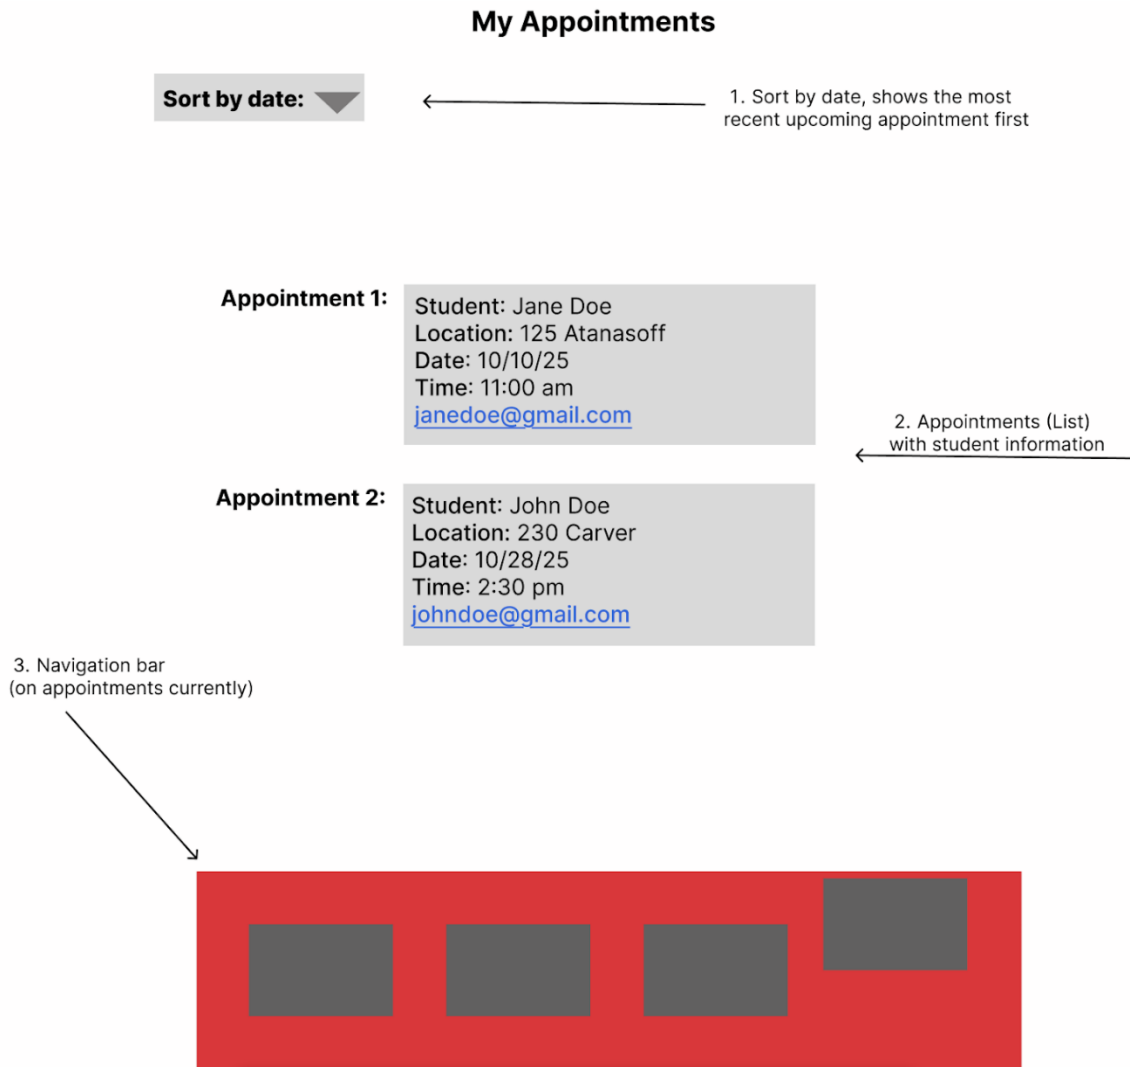 My Appointments
Sort by date:
1. Sort by date, shows the most
recent upcoming appointment first
Appointment 1:
Student: Jane Doe
Location: 125 Atanasoff
Date: 10/10/25
Time: 11:00 am
janedoe@gmail.com
2. Appointments (List)
with student information
Appointment 2:
Student: John Doe
Location: 230 Carver
Date: 10/28/25
Time: 2:30 pm
johndoe@gmail.com
3. Navigation bar
(on appointments currently)